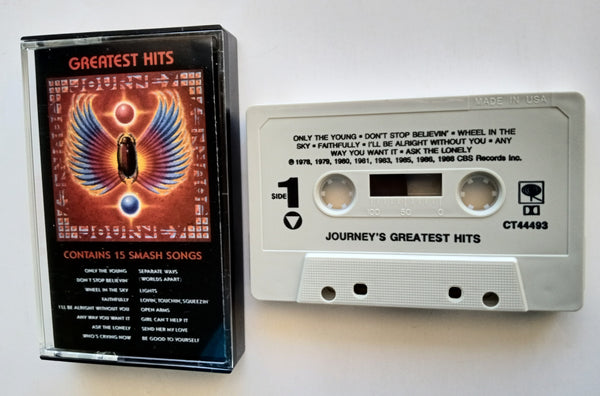 GREATEST HITS
JOURNEY
JOURNEY
CONTAINS 15 SMASH SONGS
ONLY THE YOUNG
DON'T STOP BELIEVIN'
WHEEL IN THE SKY
FAITHFULLY
I'LL BE ALRIGHT WITHOUT YOU
ANY WAY YOU WANT IT
ASK THE LONELY
WHO'S CRYING NOW
SEPARATE WAYS
(WORLDS APART)
LIGHTS
LOVIN', TOUCHIN', SQUEEZIN'
OPEN ARMS
GIRL CAN'T HELP IT
SEND HER MY LOVE
BE GOOD TO YOURSELF
MADE IN USA
ONLY THE YOUNG • DON'T STOP BELIEVIN' • WHEEL IN THE
SKY • FAITHFULLY • I'LL BE ALRIGHT WITHOUT YOU • ANY
WAY YOU WANT IT • ASK THE LONELY
℗ 1978, 1979, 1980, 1981, 1983, 1985, 1986, 1988 CBS Records Inc.
SIDE 1
100 50 0
CT44493
JOURNEY'S GREATEST HITS